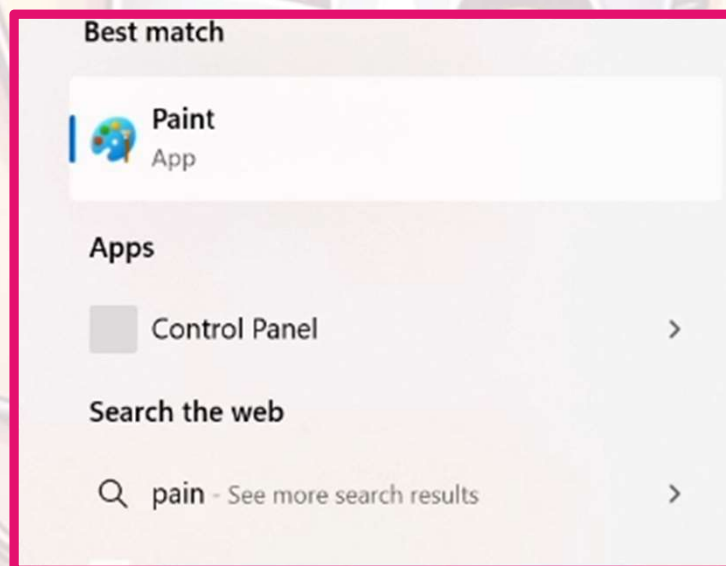 Best match
Paint
App
Apps
Control Panel
Search the web
pain - See more search results